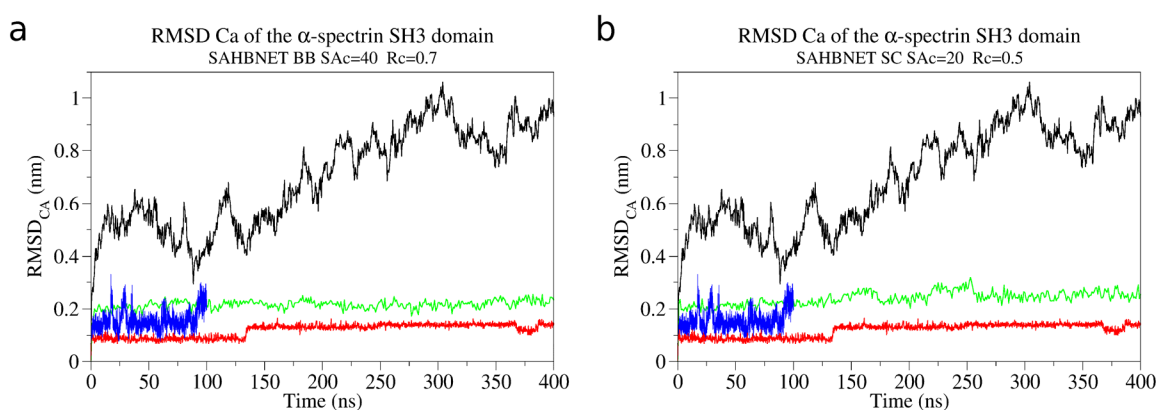 a
RMSD Ca of the α-spectrin SH3 domain
SAHBNET BB SAc=40 Rc=0.7
RMSD_CA (nm)
1
0.8
0.6
0.4
0.2
0
0 50 100 150 200 250 300 350 400
Time (ns)
b
RMSD Ca of the α-spectrin SH3 domain
SAHBNET SC SAc=20 Rc=0.5
RMSD_CA (nm)
1
0.8
0.6
0.4
0.2
0
0 50 100 150 200 250 300 350 400
Time (ns)